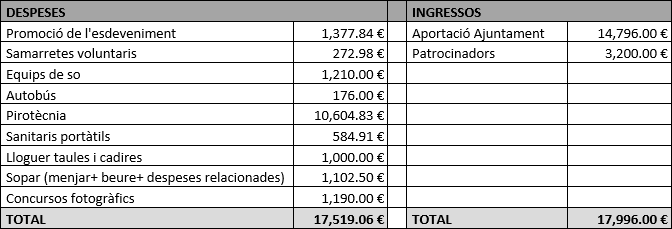 DESPESES INGRESSOS
Promoció de l'esdeveniment 1,377.84 € Aportació Ajuntament 14,796.00 €
Samarretes voluntaris 272.98 € Patrocinadors 3,200.00 €
Equips de so 1,210.00 €
Autobús 176.00 €
Pirotècnia 10,604.83 €
Sanitaris portàtils 584.91 €
Lloguer taules i cadires 1,000.00 €
Sopar (menjar+ beure+ despeses relacionades) 1,102.50 €
Concursos fotogràfics 1,190.00 €
TOTAL 17,519.06 € TOTAL 17,996.00 €